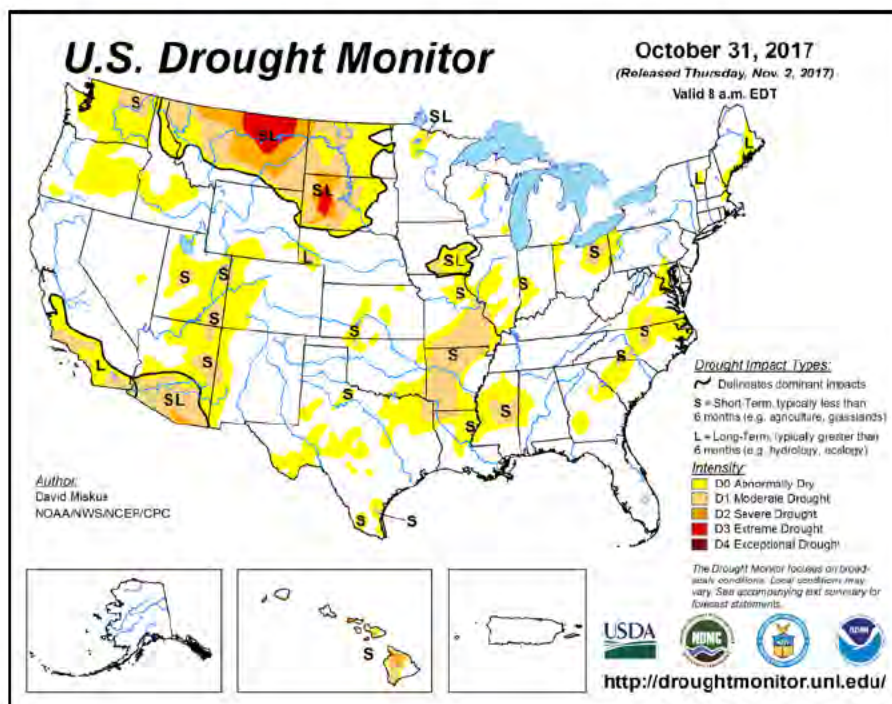 U.S. Drought Monitor
October 31, 2017
(Released Thursday, Nov. 2, 2017)
Valid 8 a.m. EDT
SL
S
SL
L
SL
L
L
SL
S
S
S
S
S
S
S
S
S
S
S
L
SL
S
S
S
S
S
S
S
S
Drought Impact Types:
Delineates dominant impacts
S = Short-Term, typically less than
6 months (e.g. agriculture, grasslands)
L = Long-Term, typically greater than
6 months (e.g. hydrology, ecology)
Intensity:
D0 Abnormally Dry
D1 Moderate Drought
D2 Severe Drought
D3 Extreme Drought
D4 Exceptional Drought
Author:
David Miskus
NOAA/NWS/NCEP/CPC
The Drought Monitor focuses on broad-
scale conditions. Local conditions may
vary. See accompanying text summary for
forecast statements.
USDA
NDMC
NOAA
http://droughtmonitor.unl.edu/